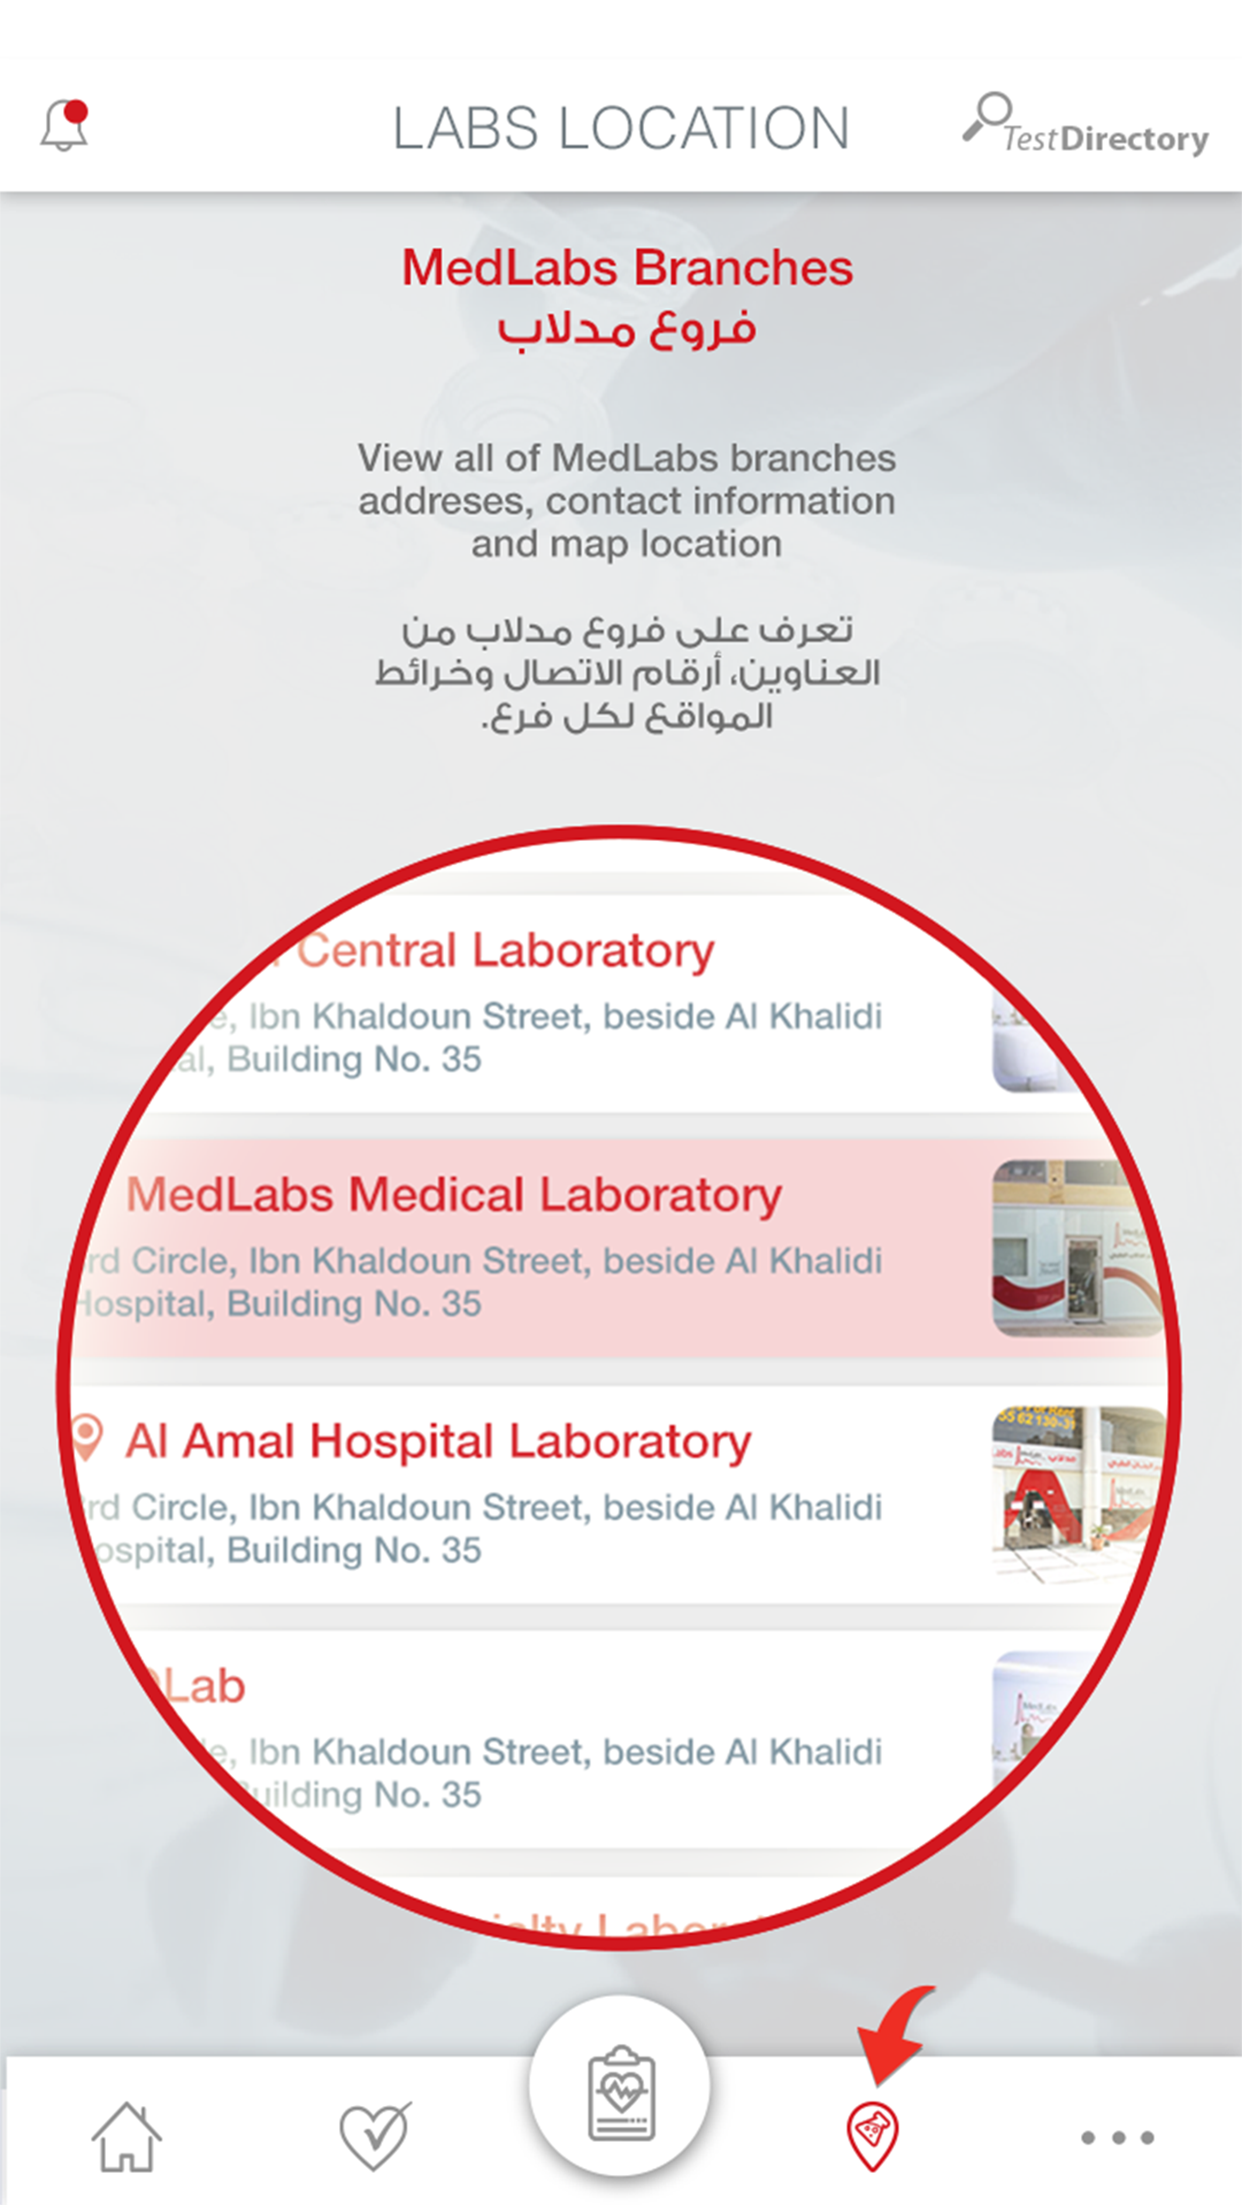 LABS LOCATION
TestDirectory
MedLabs Branches
فروع مدلاب
View all of MedLabs branches
addreses, contact information
and map location
تعرف على فروع مدلاب من
العناوين، أرقام الاتصال وخرائط
المواقع لكل فرع.
Central Laboratory
Ibn Khaldoun Street, beside Al Khalidi
Building No. 35
MedLabs Medical Laboratory
rd Circle, Ibn Khaldoun Street, beside Al Khalidi
Hospital, Building No. 35
Al Amal Hospital Laboratory
rd Circle, Ibn Khaldoun Street, beside Al Khalidi
ospital, Building No. 35
Lab
Ibn Khaldoun Street, beside Al Khalidi
uilding No. 35